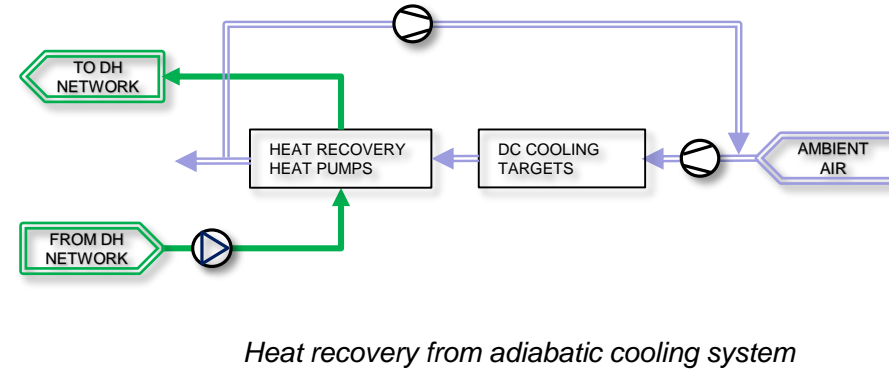 TO DH
NETWORK
HEAT RECOVERY
HEAT PUMPS
DC COOLING
TARGETS
AMBIENT
AIR
FROM DH
NETWORK
Heat recovery from adiabatic cooling system